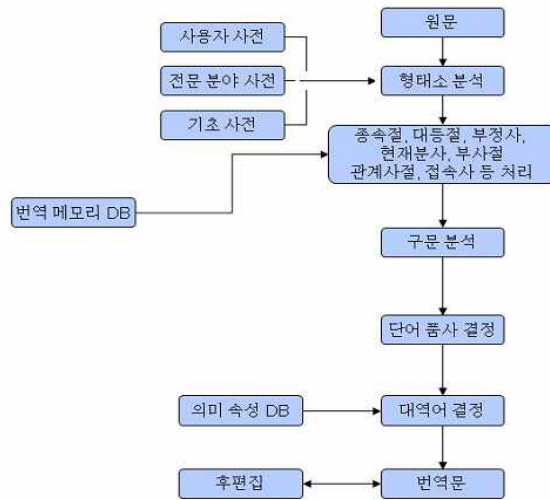 원문
사용자 사전
전문 분야 사전
형태소 분석
기초 사전
종속절, 대등절, 부정사,
현재분사, 부사절
관계사절, 접속사 등 처리
번역 메모리 DB
구문 분석
단어 품사 결정
의미 속성 DB
대역어 결정
후편집
번역문